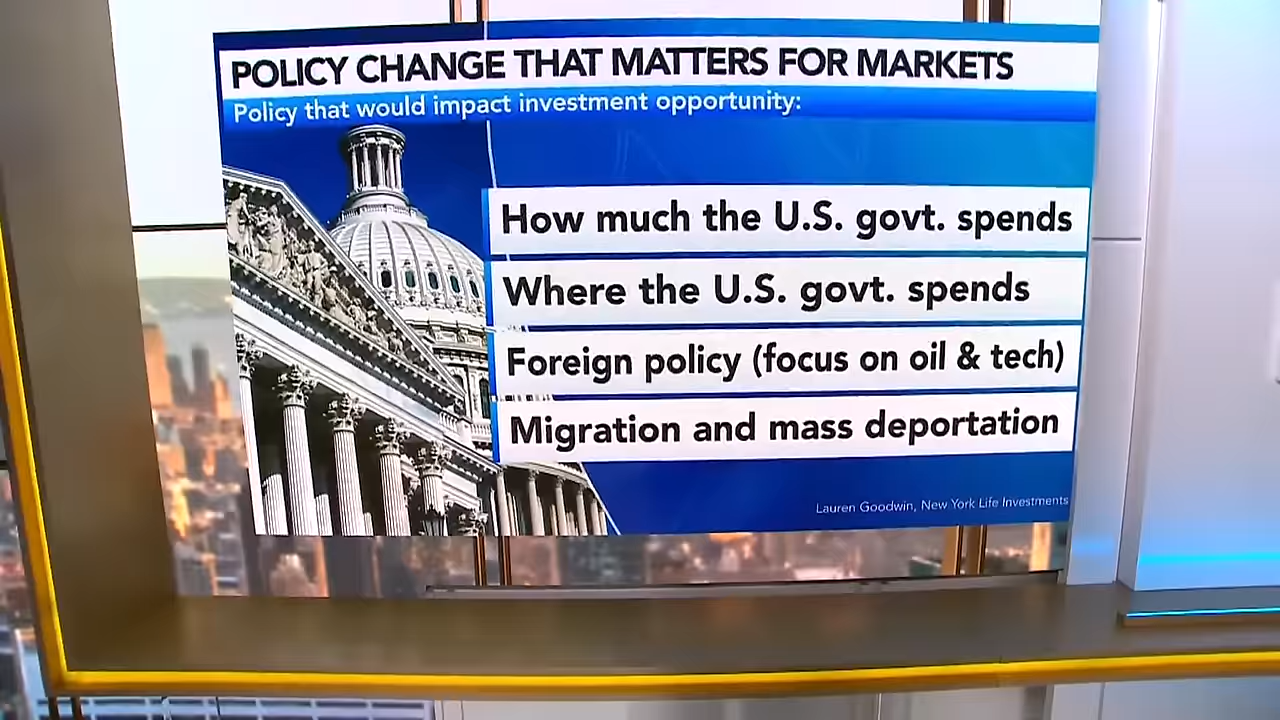 POLICY CHANGE THAT MATTERS FOR MARKETS
Policy that would impact investment opportunity:
How much the U.S. govt. spends
Where the U.S. govt. spends
Foreign policy (focus on oil & tech)
Migration and mass deportation
Lauren Goodwin, New York Life Investments